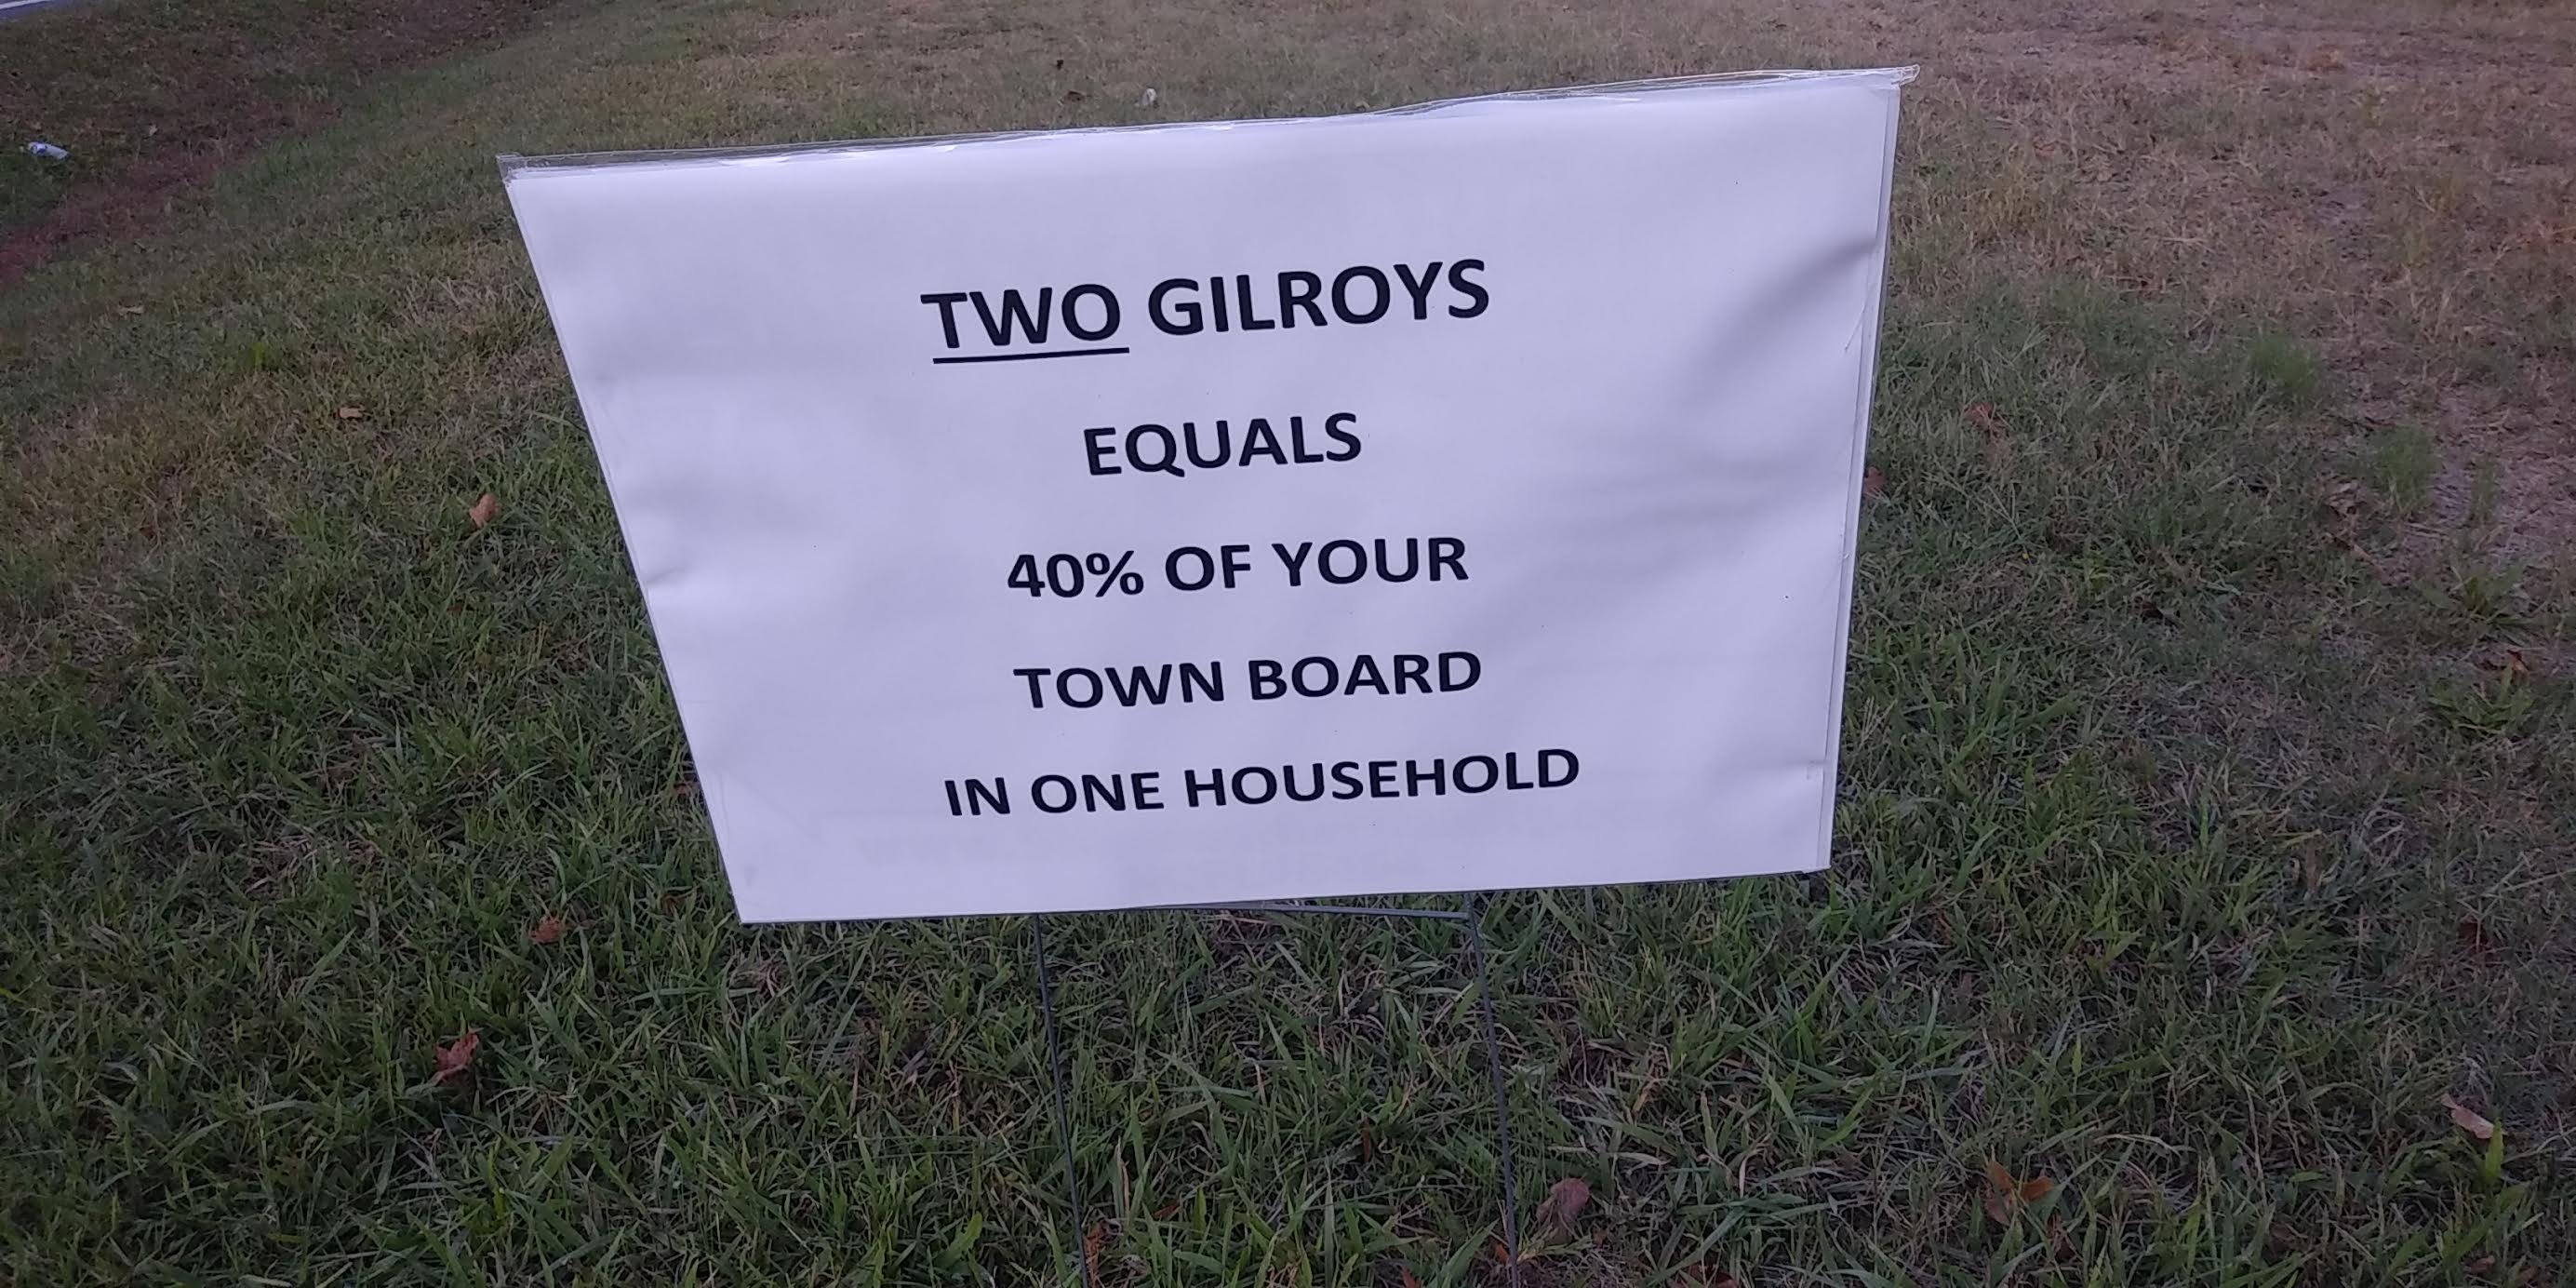 TWO GILROYS
EQUALS
40% OF YOUR
TOWN BOARD
IN ONE HOUSEHOLD